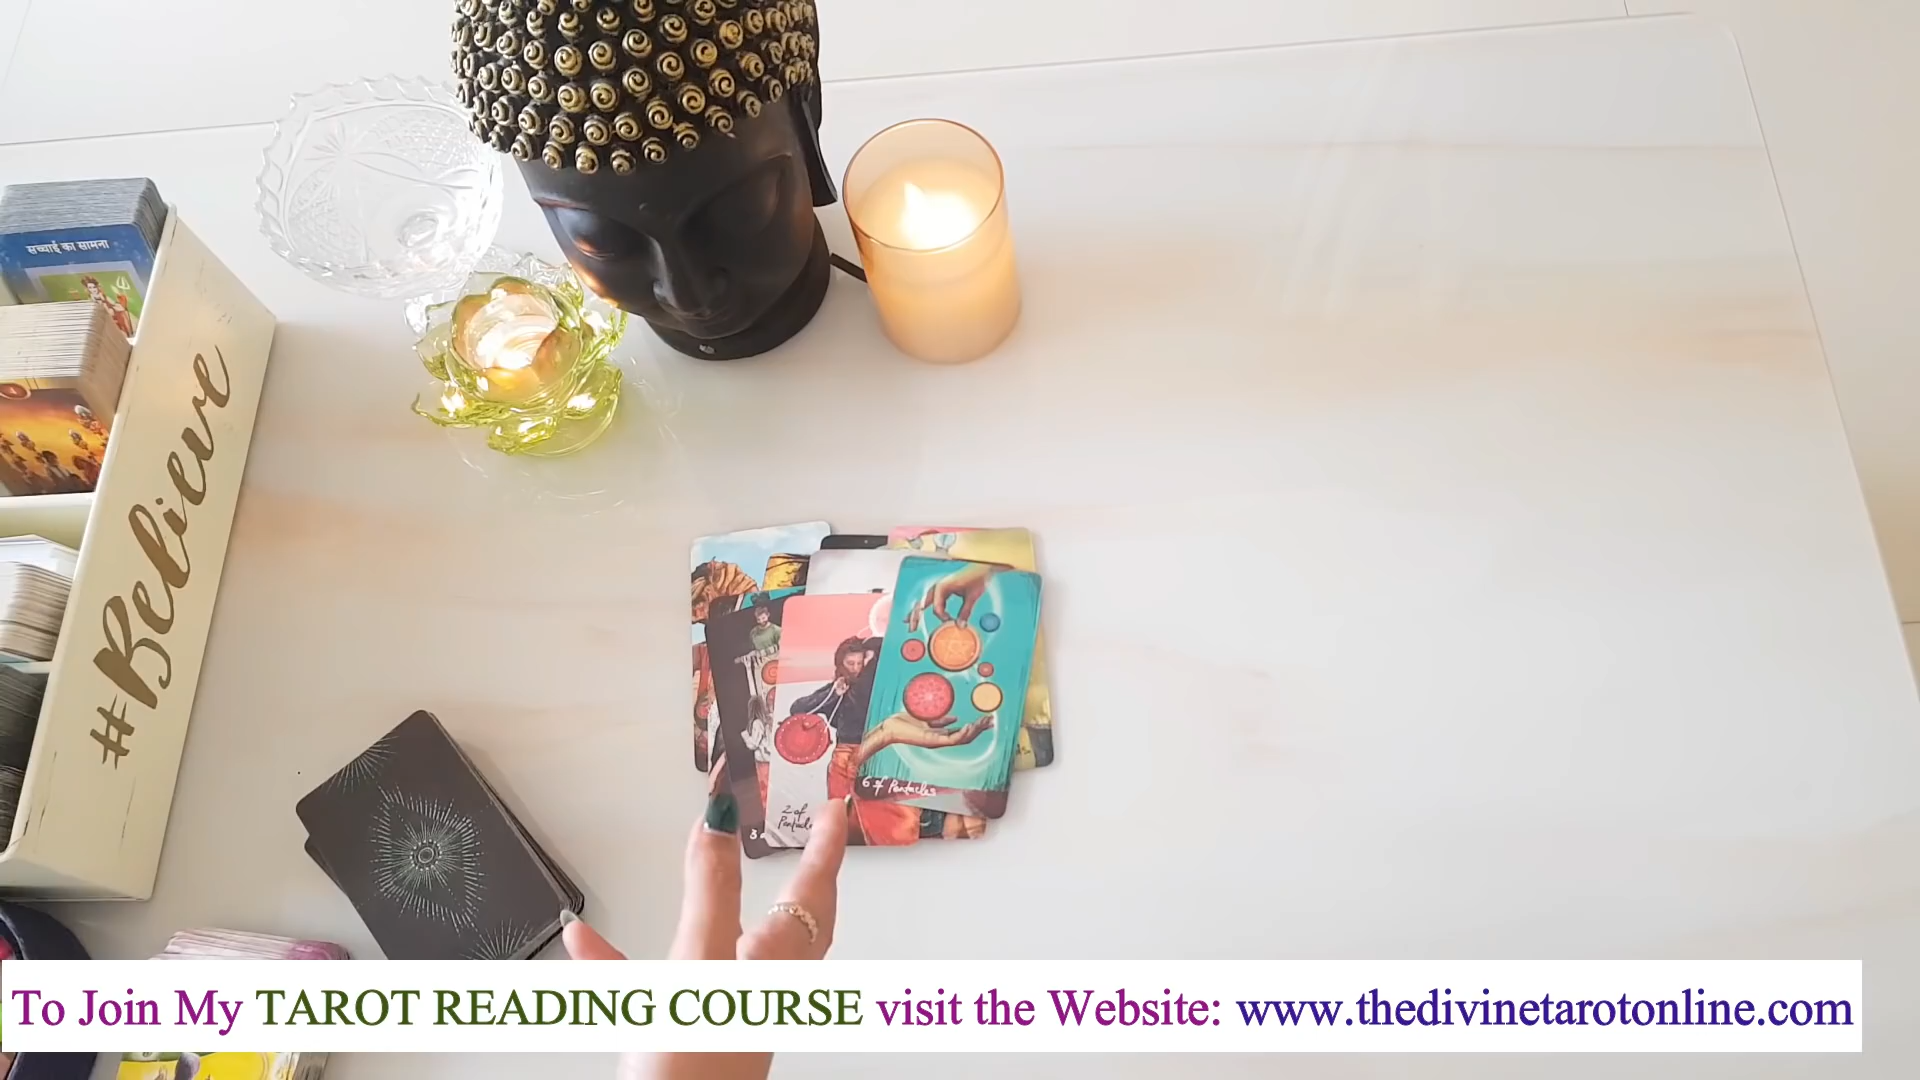 सच्चाई का सामना
#Believe
6 of Pentacles
2 of
3
To Join My TAROT READING COURSE visit the Website: www.thedivinetarotonline.com